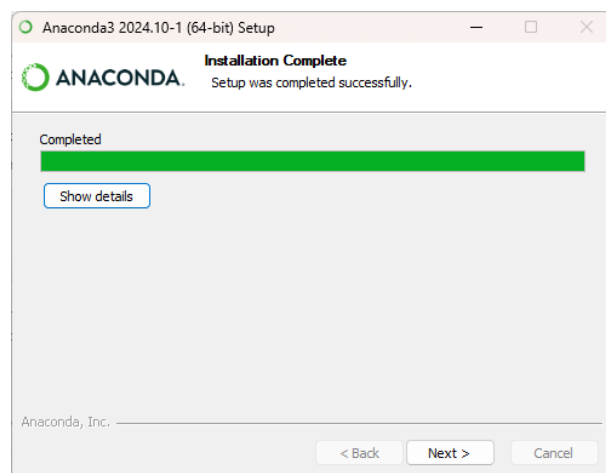 Anaconda3 2024.10-1 (64-bit) Setup
ANACONDA.
Installation Complete
Setup was completed successfully.
Completed
Show details
Anaconda, Inc.
< Back
Next >
Cancel